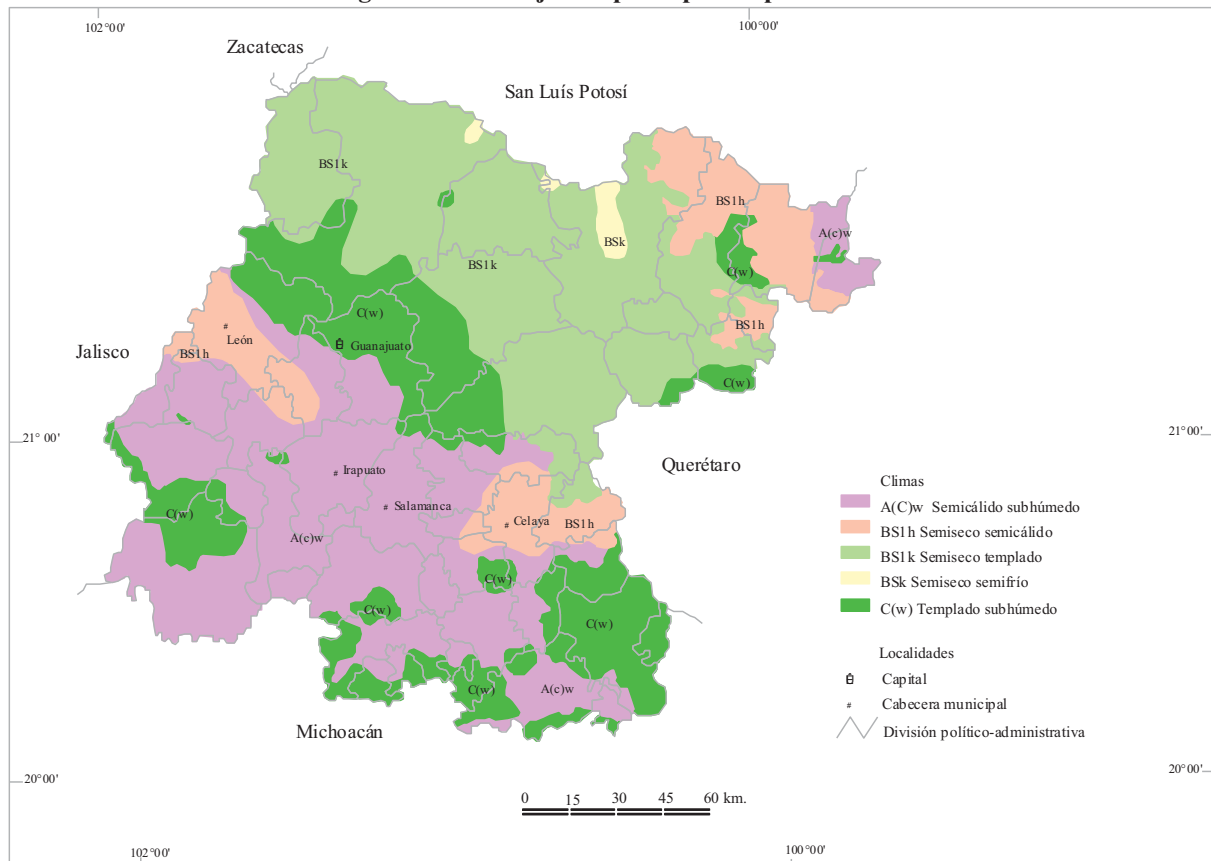 102°00'
100°00'
Zacatecas
San Luís Potosí
BS1k
BS1h
A(c)w
BSk
BS1k
C(w)
C(w)
León
Guanajuato
BS1h
Jalisco
BS1h
C(w)
21°00'
21°00'
Querétaro
Irapuato
Salamanca
Celaya
BS1h
C(w)
A(c)w
C(w)
C(w)
C(w)
C(w)
A(c)w
Michoacán
Climas
A(C)w Semicálido subhúmedo
BS1h Semiseco semicálido
BS1k Semiseco templado
BSk Semiseco semifrío
C(w) Templado subhúmedo
Localidades
Capital
# Cabecera municipal
División político-administrativa
20°00'
20°00'
0 15 30 45 60 km.
102°00'
100°00'